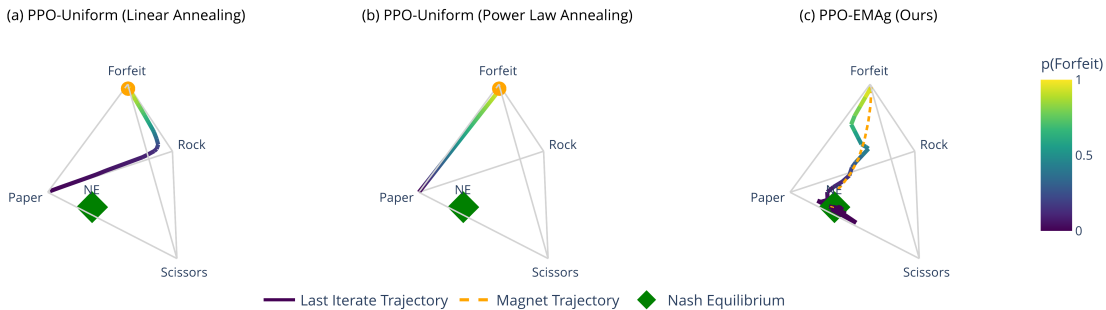 (a) PPO-Uniform (Linear Annealing)
(b) PPO-Uniform (Power Law Annealing)
(c) PPO-EMAg (Ours)
Forfeit
Rock
Paper
NE
Scissors
Forfeit
Rock
Paper
NE
Scissors
Forfeit
Rock
Paper
NE
Scissors
p(Forfeit)
1
0.5
0
Last Iterate Trajectory
Magnet Trajectory
Nash Equilibrium